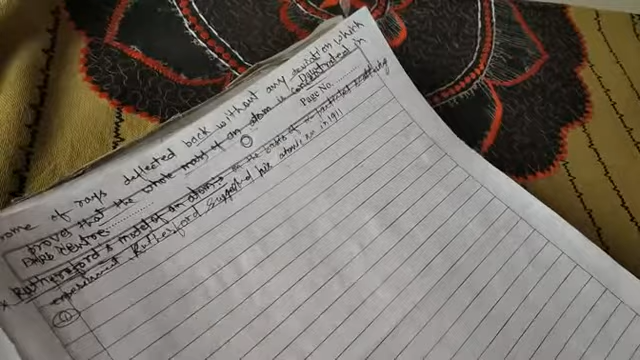 some of rays deflected back without any deviation which
prove that the whole mass of an atom is concentrated in
Page No.
Date
* Rutherford's model of an atom :- on the basis of α particle scattering
experiment Rutherford suggested his atomic in 1911